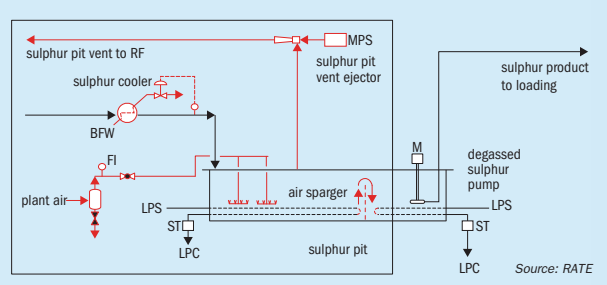 MPS
sulphur pit vent to RF
sulphur pit
vent ejector
sulphur product
to loading
sulphur cooler
BFW
M
FI
degassed
sulphur
pump
plant air
air sparger
LPS
LPS
ST
ST
sulphur pit
LPC
LPC
Source: RATE